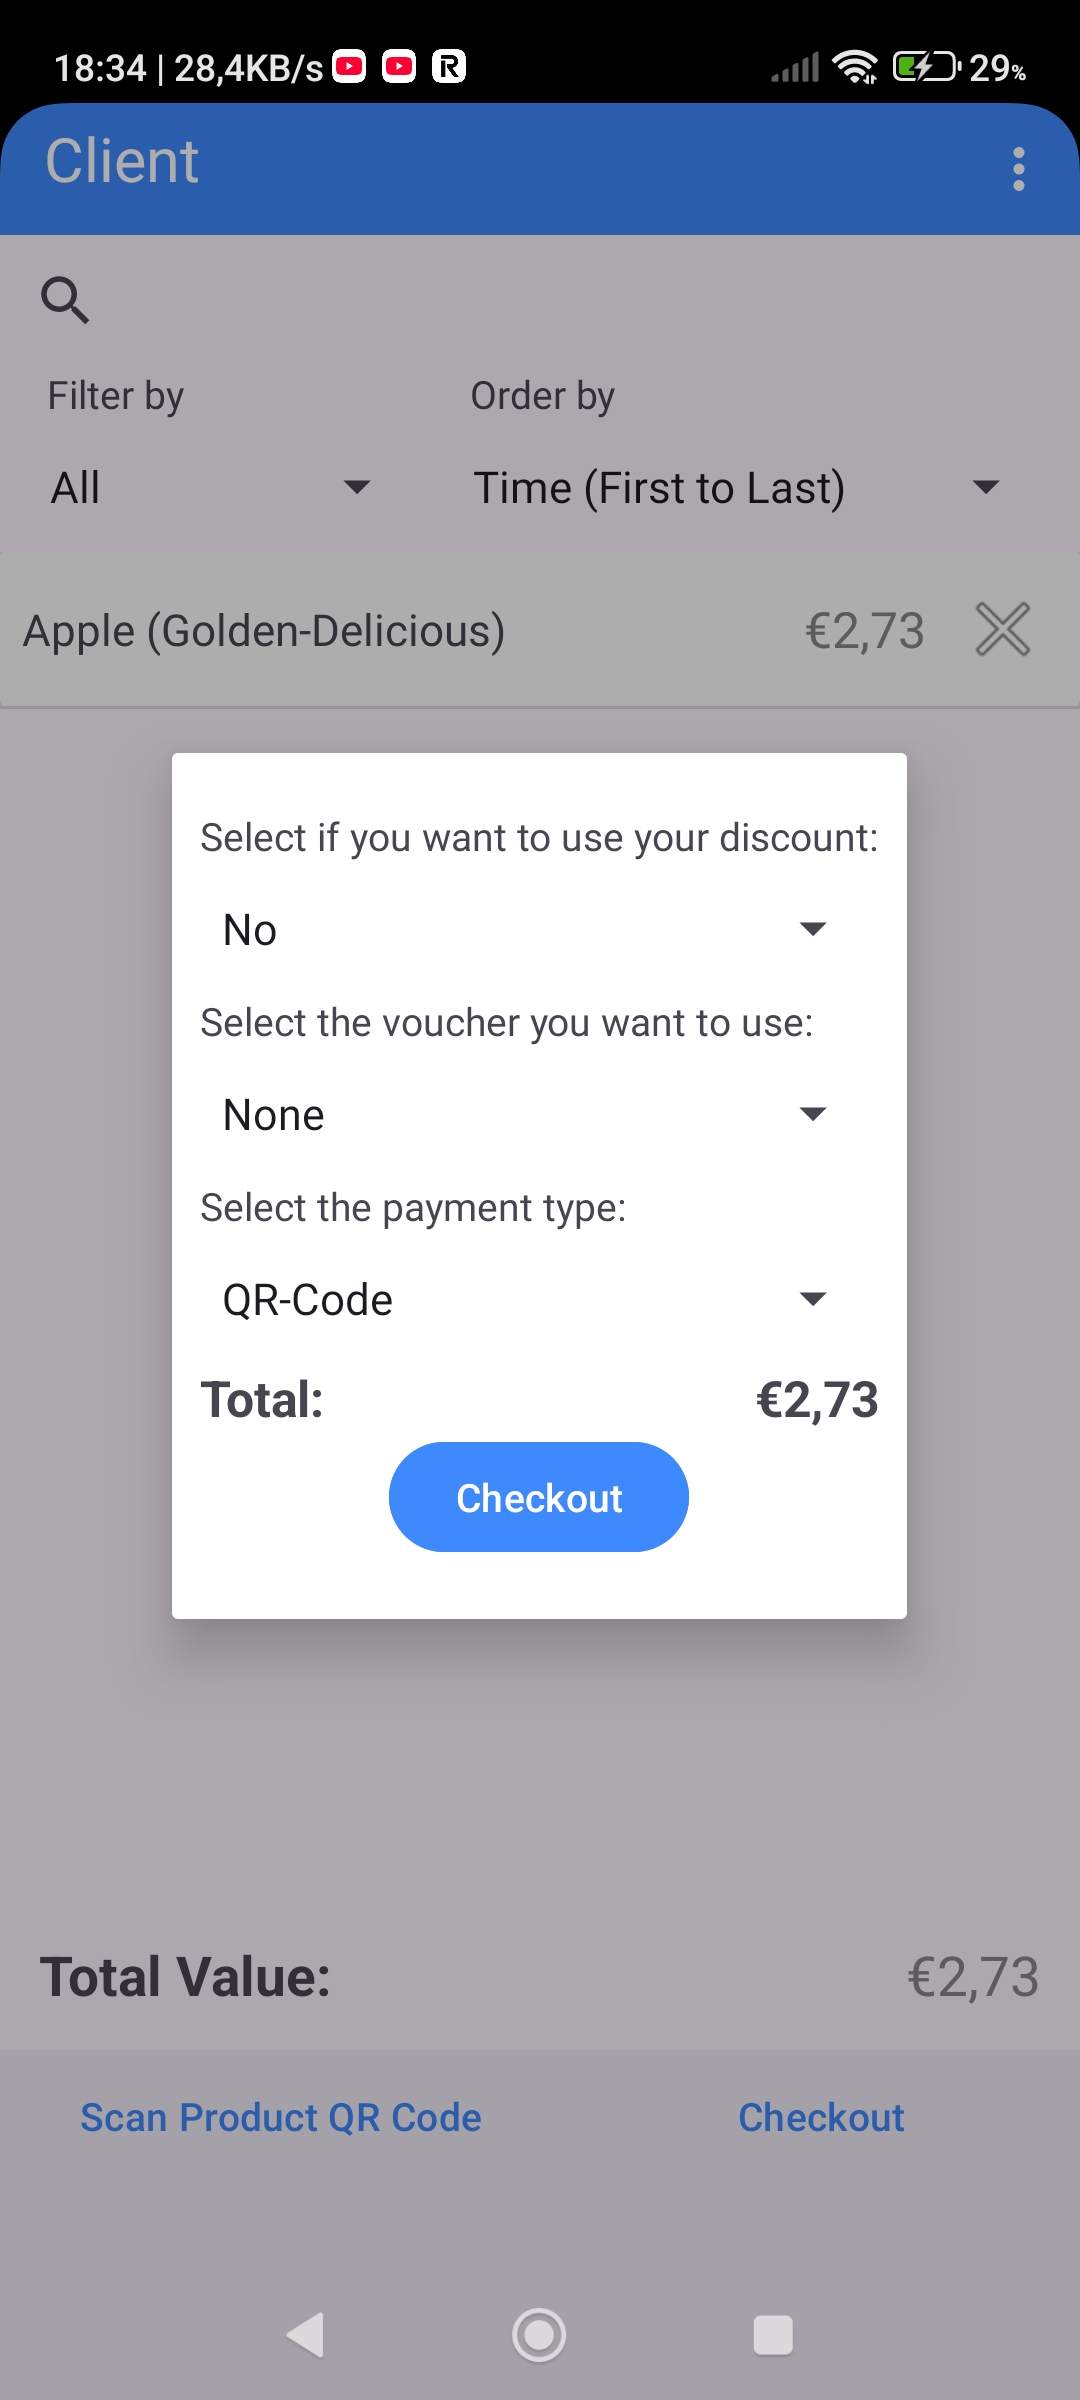 18:34 | 28,4KB/s 29%
Client
Filter by Order by
All Time (First to Last)
Apple (Golden-Delicious) €2,73
Select if you want to use your discount:
No
Select the voucher you want to use:
None
Select the payment type:
QR-Code
Total: €2,73
Checkout
Total Value: €2,73
Scan Product QR Code Checkout